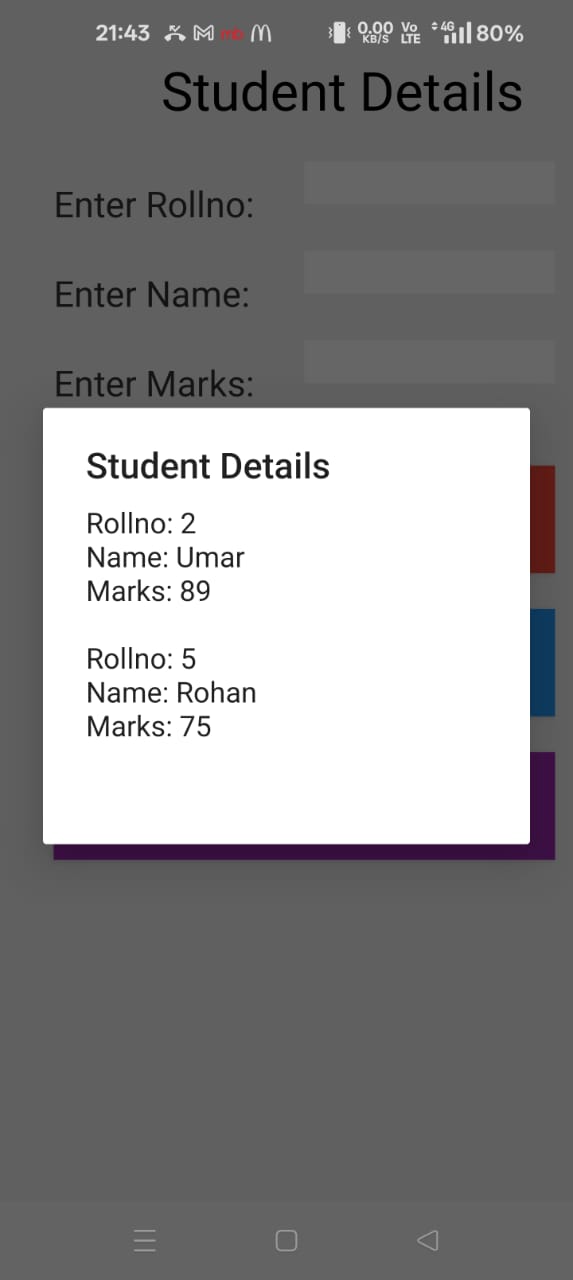 21:43 mb 0.00 KB/S Vo LTE 4G 80%
Student Details
Enter Rollno:
Enter Name:
Enter Marks:
Student Details
Rollno: 2
Name: Umar
Marks: 89
Rollno: 5
Name: Rohan
Marks: 75